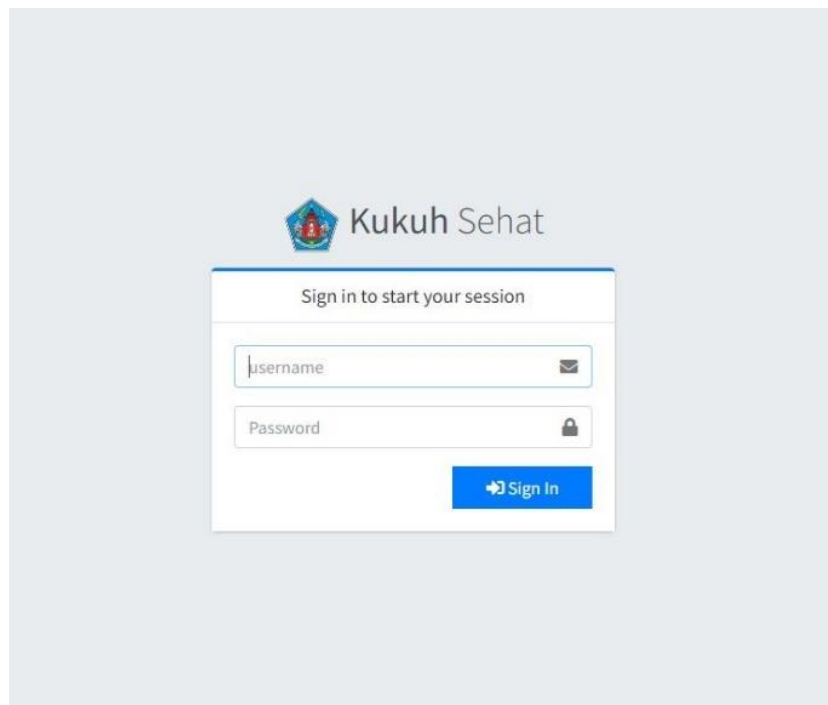 Kukuh Sehat
Sign in to start your session
username
Password
Sign In